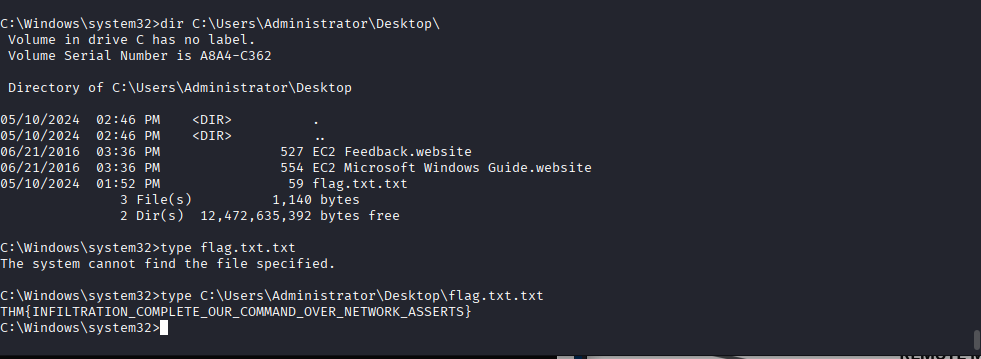 C:\Windows\system32>dir C:\Users\Administrator\Desktop\
 Volume in drive C has no label.
 Volume Serial Number is A8A4-C362

 Directory of C:\Users\Administrator\Desktop

05/10/2024  02:46 PM    <DIR>          .
05/10/2024  02:46 PM    <DIR>          ..
06/21/2016  03:36 PM               527 EC2 Feedback.website
06/21/2016  03:36 PM               554 EC2 Microsoft Windows Guide.website
05/10/2024  01:52 PM                59 flag.txt.txt
               3 File(s)          1,140 bytes
               2 Dir(s)  12,472,635,392 bytes free

C:\Windows\system32>type flag.txt.txt
The system cannot find the file specified.

C:\Windows\system32>type C:\Users\Administrator\Desktop\flag.txt.txt
THM{INFILTRATION_COMPLETE_OUR_COMMAND_OVER_NETWORK_ASSERTS}
C:\Windows\system32>